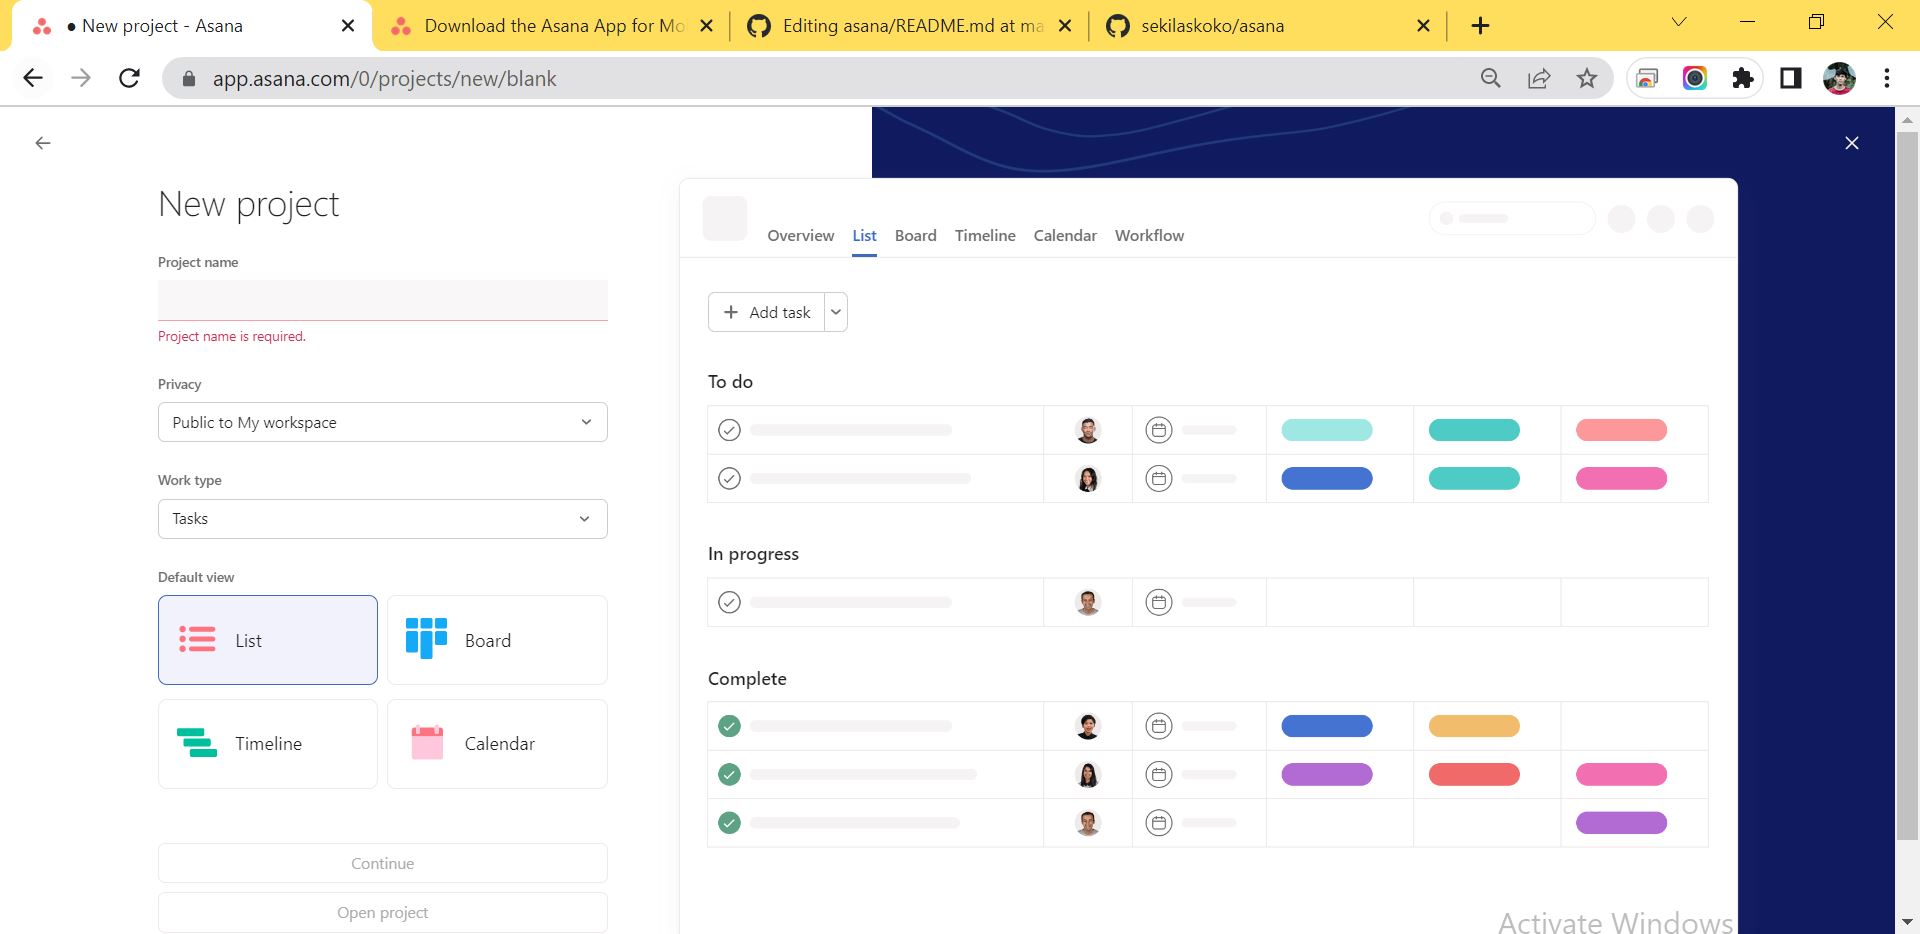 ● New project - Asana
Download the Asana App for Mo
Editing asana/README.md at ma
sekilaskoko/asana
app.asana.com/0/projects/new/blank
New project
Project name
Project name is required.
Privacy
Public to My workspace
Work type
Tasks
Default view
List
Board
Timeline
Calendar
Continue
Open project
Overview
List
Board
Timeline
Calendar
Workflow
Add task
To do
In progress
Complete
Activate Windows